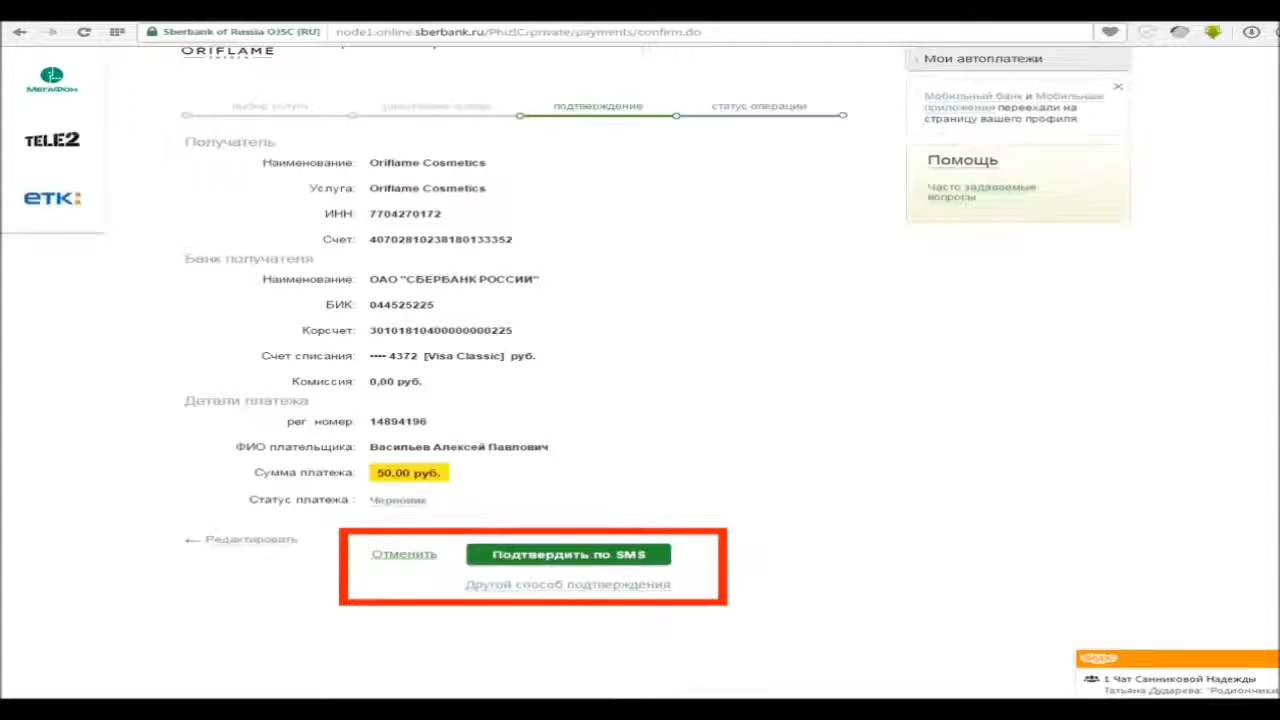 Sberbank of Russia OJSC [RU] node1.online.sberbank.ru/PhizIC/private/payments/confirm.do
ORIFLAME
SWEDEN
МегаФон
TELE2
етк:
выбор услуги
подтверждение
статус операции
Получатель
Наименование: Oriflame Cosmetics
Услуга: Oriflame Cosmetics
ИНН: 7704270172
Счет: 40702810238180133352
Банк получателя
Наименование: ОАО "СБЕРБАНК РОССИИ"
БИК: 044525225
Корсчет: 30101810400000000225
Счет списания: •••• 4372 [Visa Classic] руб.
Комиссия: 0,00 руб.
Детали платежа
рег номер: 14894196
ФИО плательщика: Васильев Алексей Павлович
Сумма платежа: 50.00 руб.
Статус платежа : Черновик
← Редактировать
Отменить
Подтвердить по SMS
Другой способ подтверждения
Мои автоплатежи
Мобильный банк и Мобильные
приложения переехали на
страницу вашего профиля
Помощь
Часто задаваемые
вопросы
skype
1 Чат Санниковой Надежды
Татьяна Дударева: "Родиончики